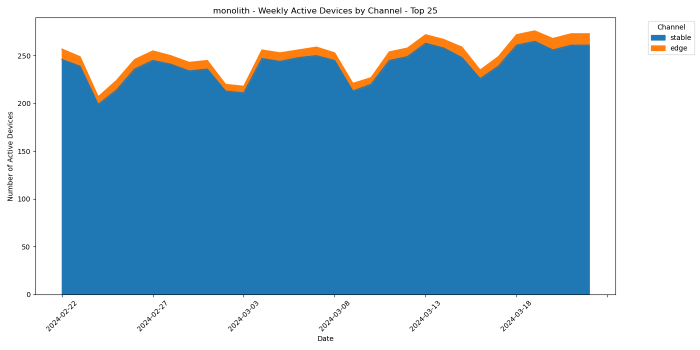 monolith - Weekly Active Devices by Channel - Top 25
Channel
stable
edge
Number of Active Devices
250
200
150
100
50
0
2024-02-22
2024-02-27
2024-03-03
2024-03-08
2024-03-13
2024-03-18
Date